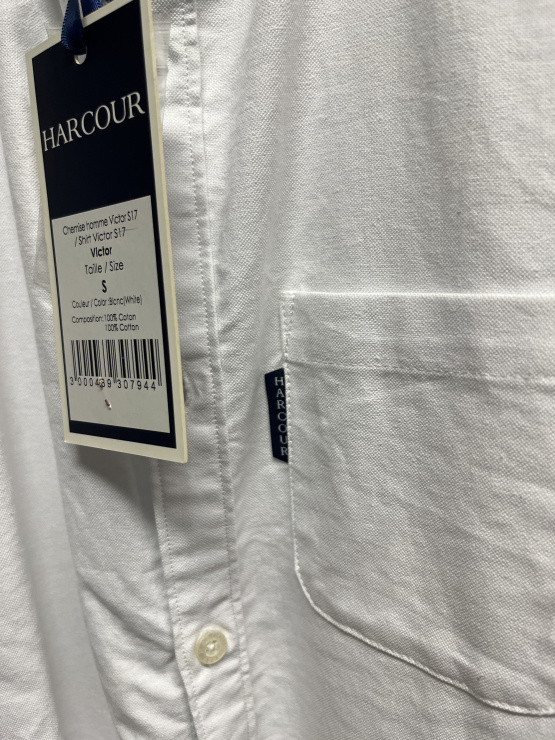 HARCOUR
Chemise homme Victor S17
/ Shirt Victor S17
Victor
Taille / Size
S
Couleur / Color:Blanc(White)
Composition: 100% Coton
100% Cotton
3 000439 307944
HARCOUR